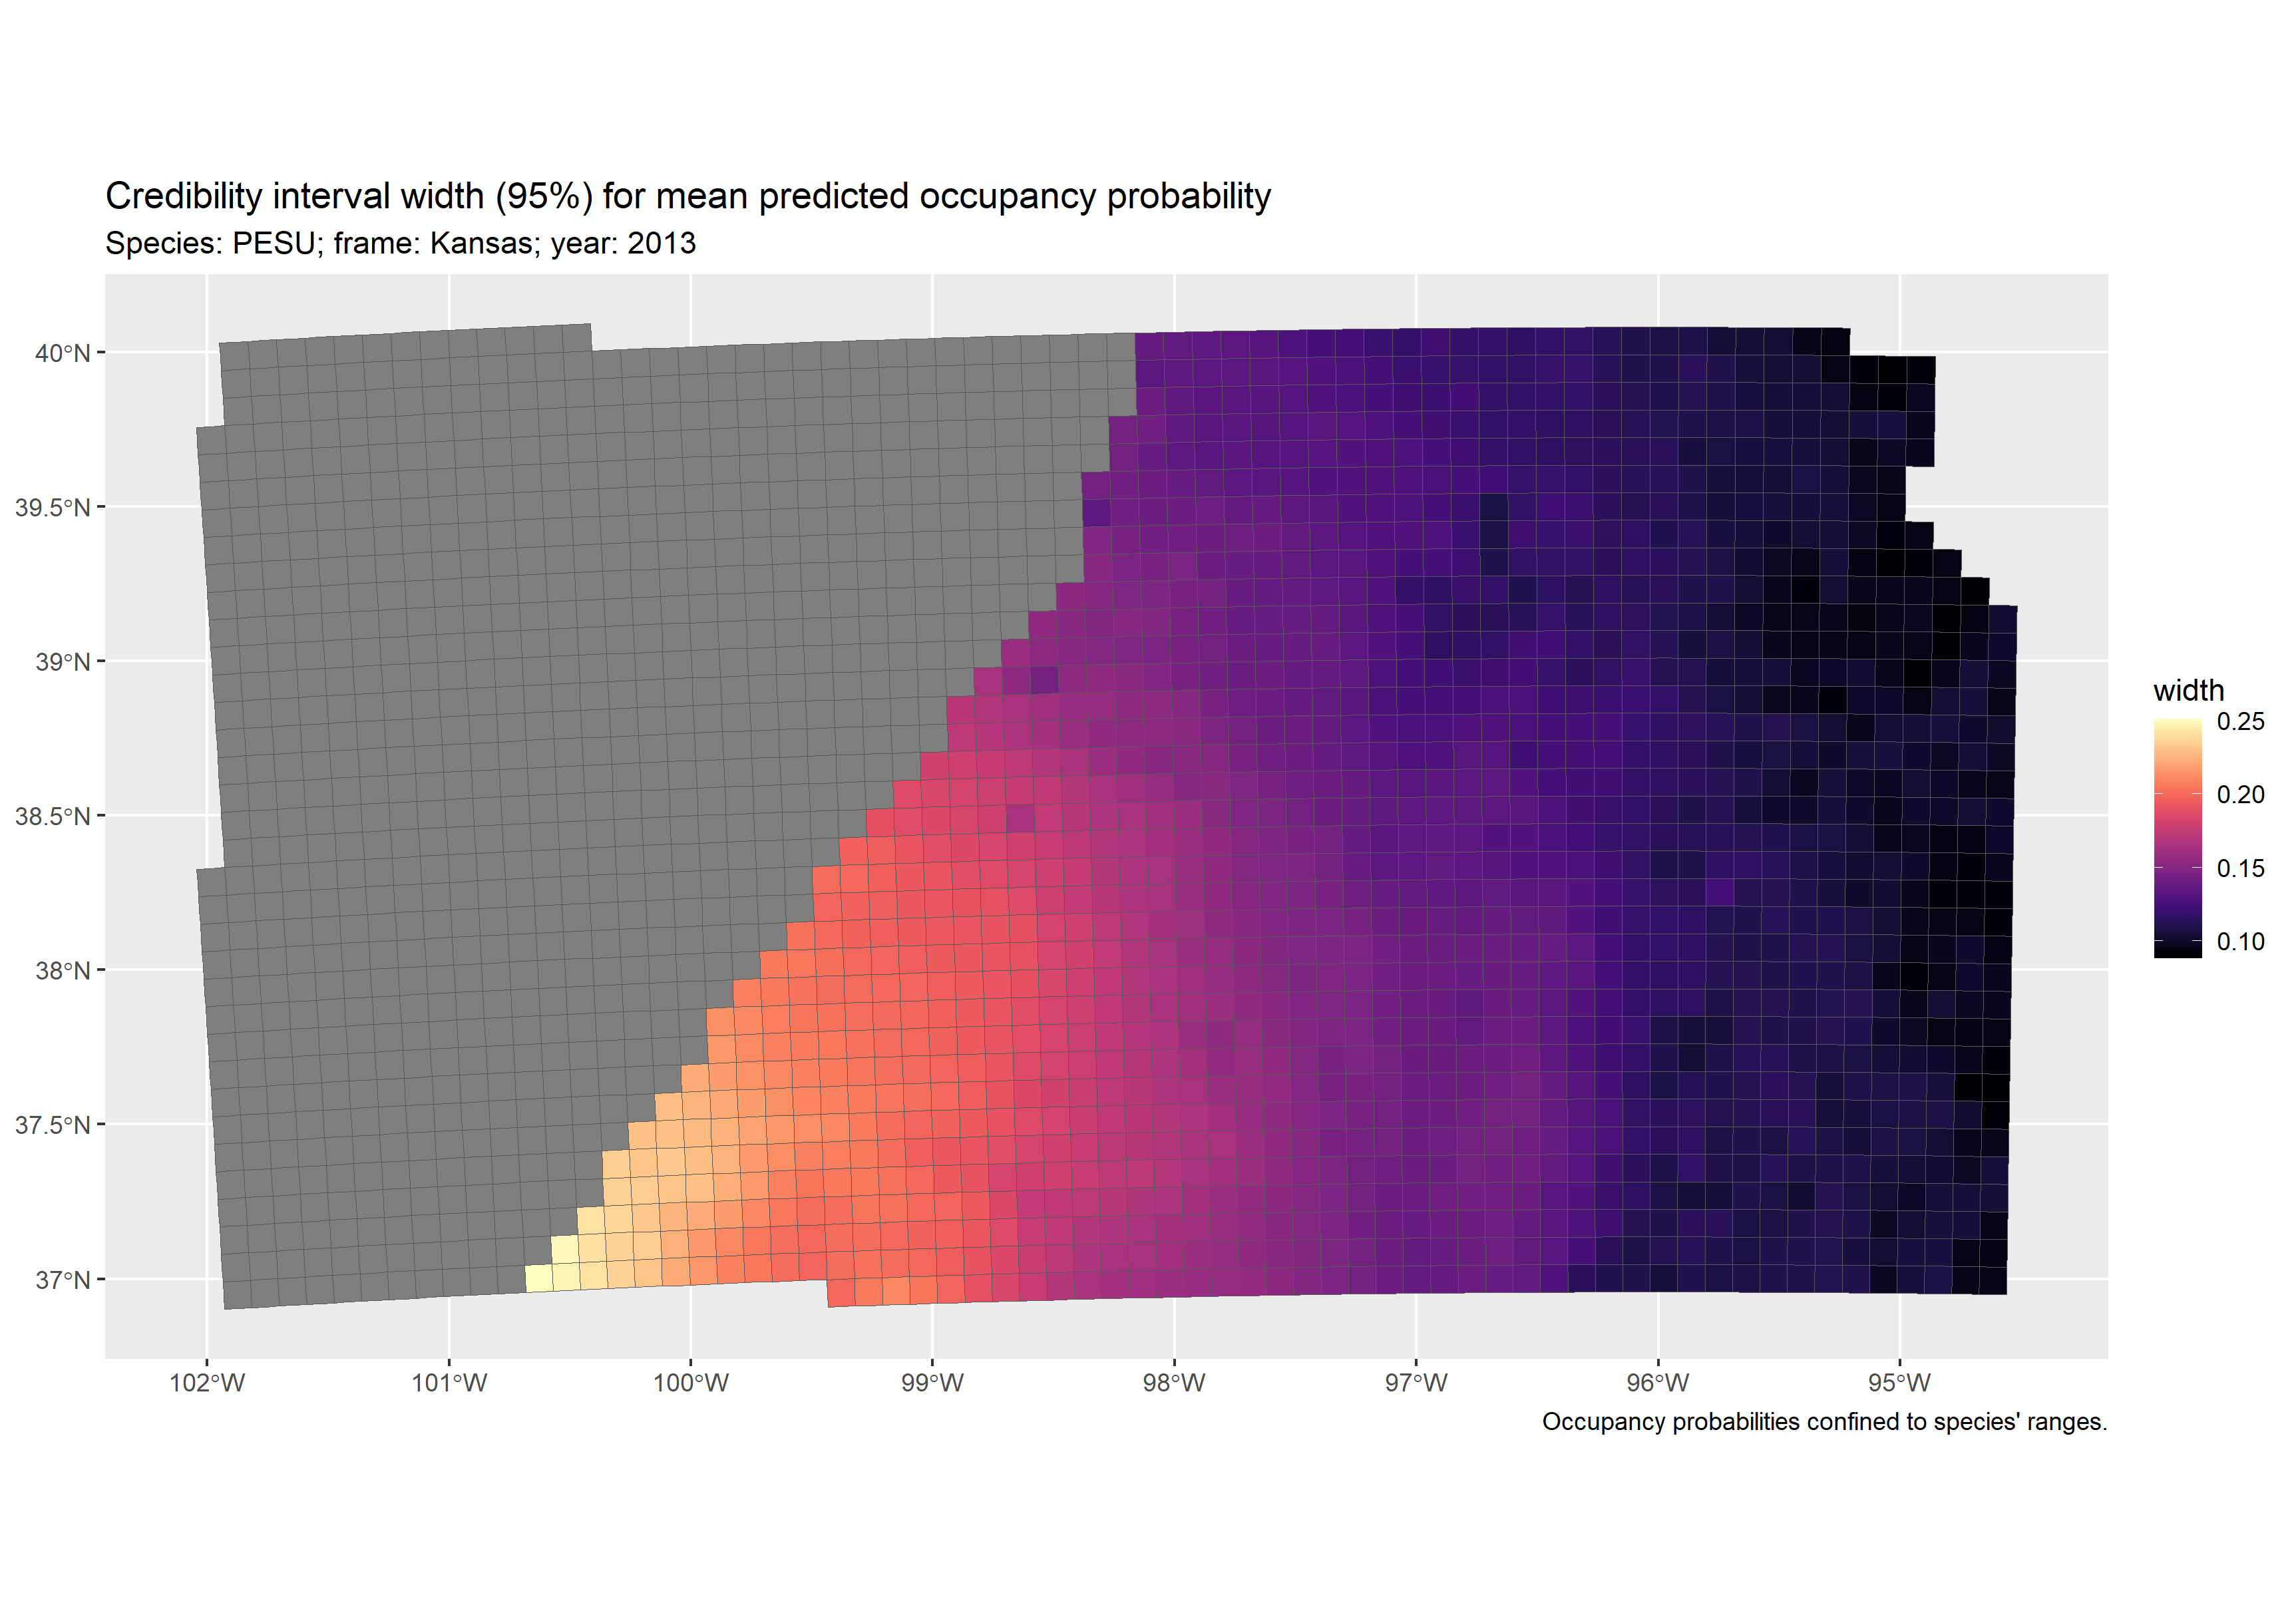 Credibility interval width (95%) for mean predicted occupancy probability
Species: PESU; frame: Kansas; year: 2013
40°N
39.5°N
39°N
38.5°N
38°N
37.5°N
37°N
102°W
101°W
100°W
99°W
98°W
97°W
96°W
95°W
width
0.25
0.20
0.15
0.10
Occupancy probabilities confined to species' ranges.